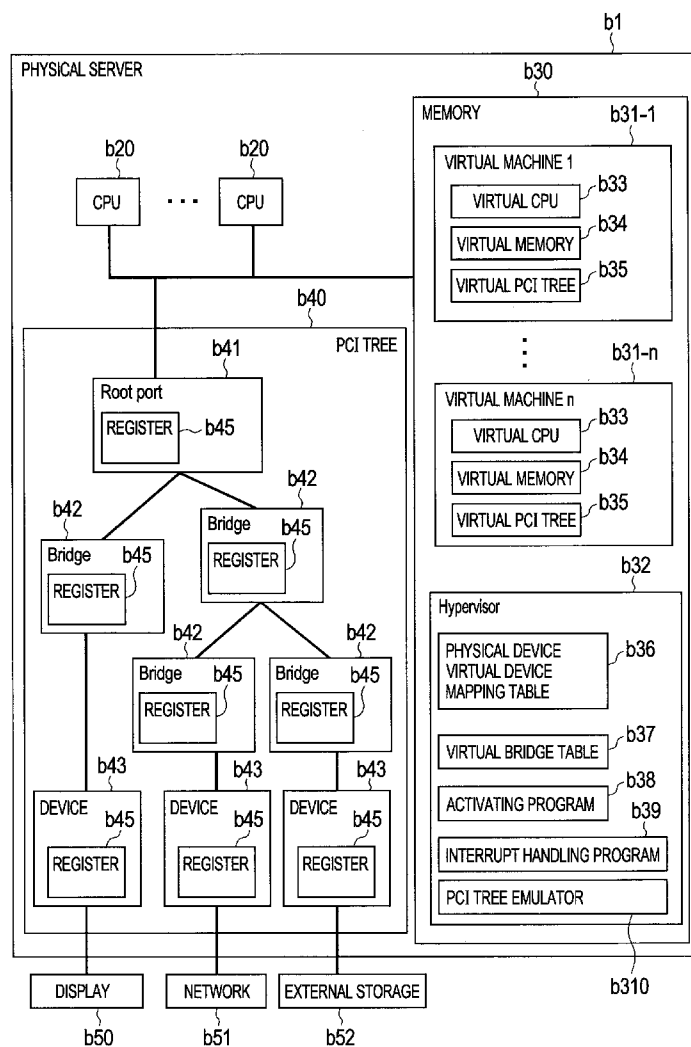 b1
PHYSICAL SERVER
b30
MEMORY
b31-1
VIRTUAL MACHINE 1
b33
VIRTUAL CPU
b34
VIRTUAL MEMORY
b35
VIRTUAL PCI TREE
b20
b20
CPU
...
CPU
b40
PCI TREE
b41
Root port
REGISTER
b45
b42
Bridge
b45
REGISTER
b42
Bridge
b45
REGISTER
b42
Bridge
b45
REGISTER
b42
Bridge
b45
REGISTER
b43
DEVICE
b45
REGISTER
b43
DEVICE
b45
REGISTER
b43
DEVICE
b45
REGISTER
b31-n
VIRTUAL MACHINE n
b33
VIRTUAL CPU
b34
VIRTUAL MEMORY
b35
VIRTUAL PCI TREE
b32
Hypervisor
PHYSICAL DEVICE
VIRTUAL DEVICE
MAPPING TABLE
b36
b37
VIRTUAL BRIDGE TABLE
b38
ACTIVATING PROGRAM
b39
INTERRUPT HANDLING PROGRAM
PCI TREE EMULATOR
b310
DISPLAY
NETWORK
EXTERNAL STORAGE
b50
b51
b52